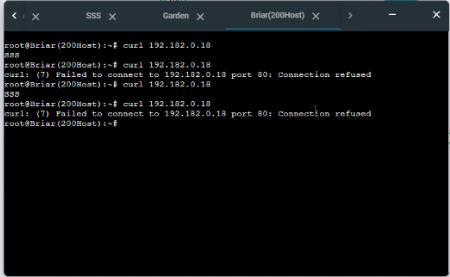 SSS
Garden
Briar(200Host)
root@Briar(200Host):~# curl 192.182.0.18
SSS
root@Briar(200Host):~# curl 192.182.0.18
curl: (7) Failed to connect to 192.182.0.18 port 80: Connection refused
root@Briar(200Host):~# curl 192.182.0.18
SSS
root@Briar(200Host):~# curl 192.182.0.18
curl: (7) Failed to connect to 192.182.0.18 port 80: Connection refused
root@Briar(200Host):~#